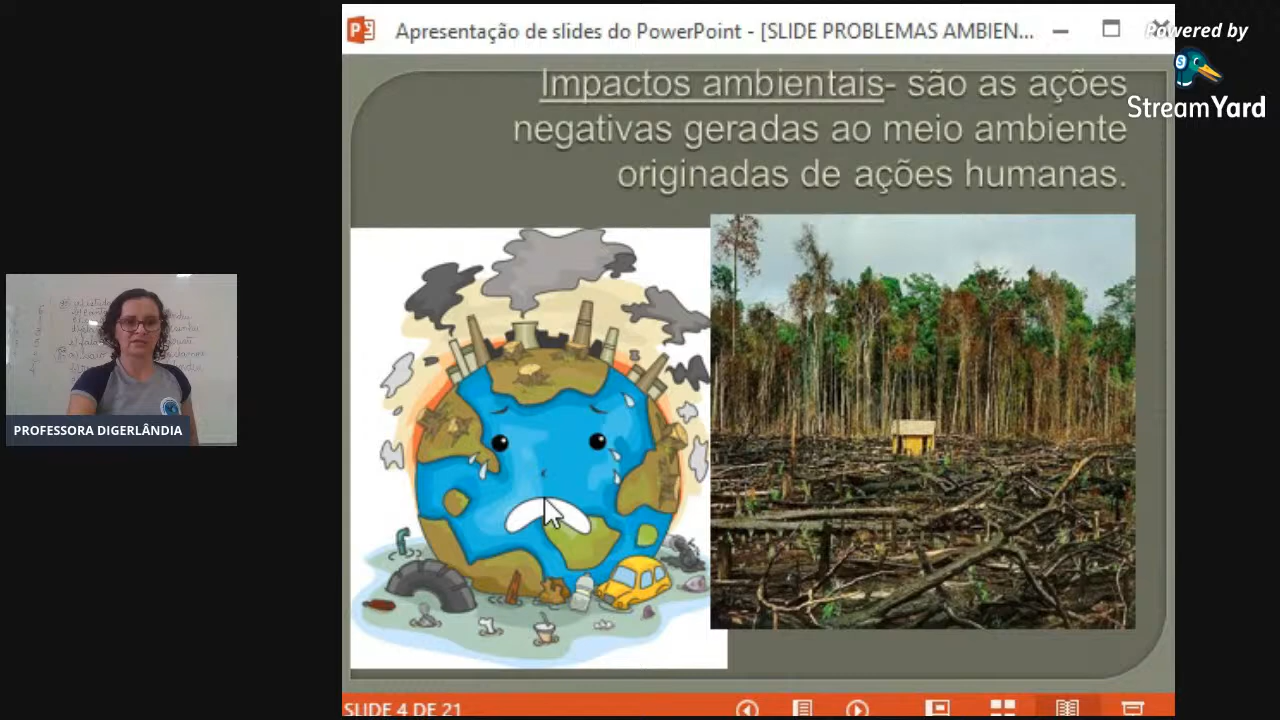 Apresentação de slides do PowerPoint - [SLIDE PROBLEMAS AMBIEN...
Powered by
StreamYard
Impactos ambientais- são as ações
negativas geradas ao meio ambiente
originadas de ações humanas.
PROFESSORA DIGERLÂNDIA
SLIDE 4 DE 21